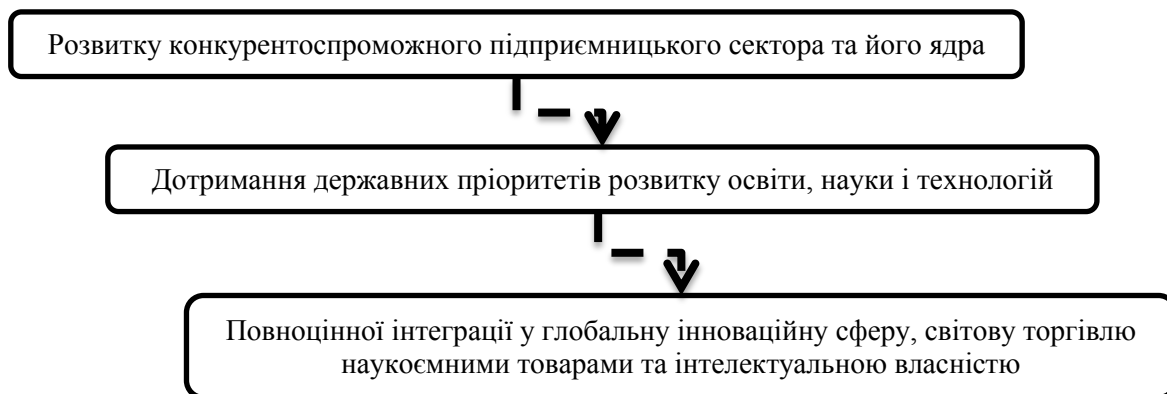 Розвитку конкурентоспроможного підприємницького сектора та його ядра
Дотримання державних пріоритетів розвитку освіти, науки і технологій
Повноцінної інтеграції у глобальну інноваційну сферу, світову торгівлю
наукоємними товарами та інтелектуальною власністю